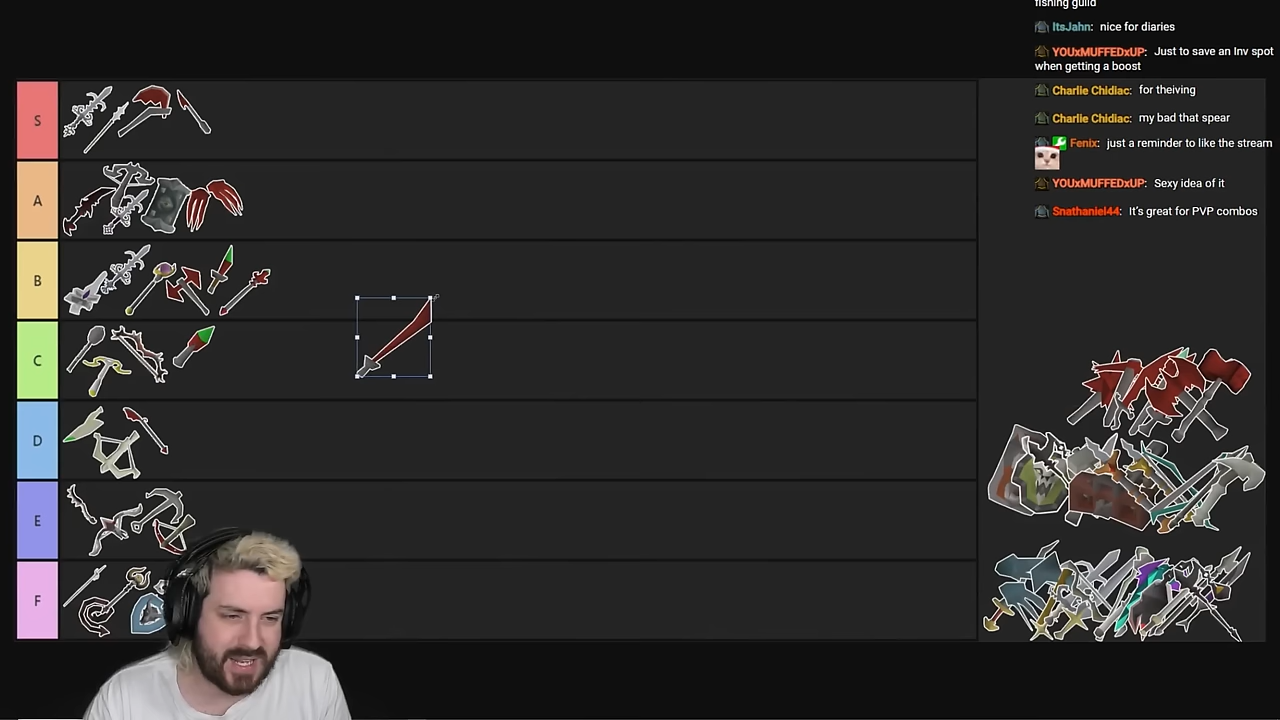 fishing guild
ItsJahn: nice for diaries
YOUxMUFFEDxUP: Just to save an Inv spot
when getting a boost
Charlie Chidiac: for theiving
Charlie Chidiac: my bad that spear
Fenix: just a reminder to like the stream
YOUxMUFFEDxUP: Sexy idea of it
Snathaniel44: It's great for PVP combos
S
A
B
C
D
E
F